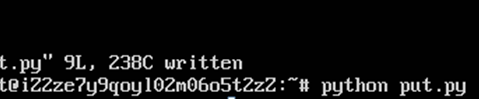 t.py" 9L, 238C written
t@iZ2ze7y9qoyl02m06o5t2zZ:~# python put.py